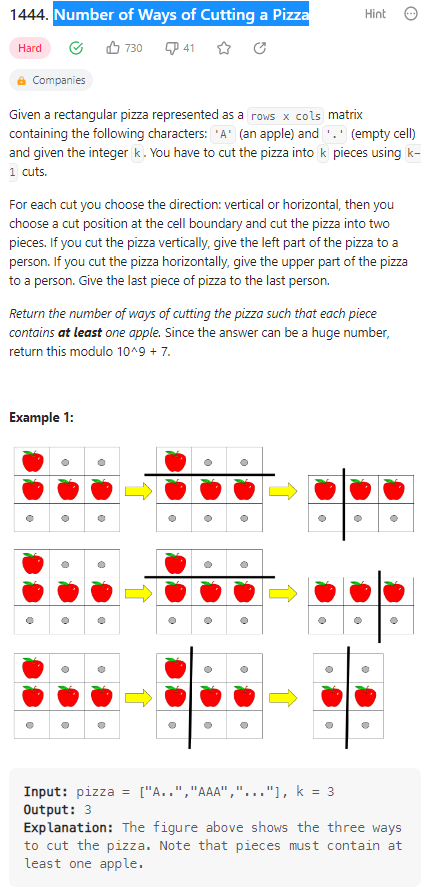 1444. Number of Ways of Cutting a Pizza
Hint
Hard
730
41
Companies
Given a rectangular pizza represented as a rows x cols matrix
containing the following characters: 'A' (an apple) and '.' (empty cell)
and given the integer k. You have to cut the pizza into k pieces using k-
1 cuts.
For each cut you choose the direction: vertical or horizontal, then you
choose a cut position at the cell boundary and cut the pizza into two
pieces. If you cut the pizza vertically, give the left part of the pizza to a
person. If you cut the pizza horizontally, give the upper part of the pizza
to a person. Give the last piece of pizza to the last person.
Return the number of ways of cutting the pizza such that each piece
contains at least one apple. Since the answer can be a huge number,
return this modulo 10^9 + 7.
Example 1:
Input: pizza = ["A..","AAA","..."], k = 3
Output: 3
Explanation: The figure above shows the three ways
to cut the pizza. Note that pieces must contain at
least one apple.